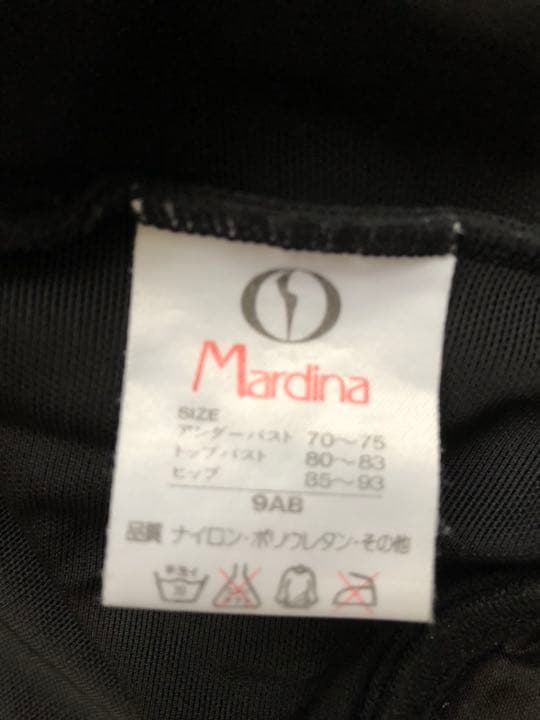 Mardina
SIZE
アンダーバスト 70〜75
トップバスト 80〜83
ヒップ 85〜93
9AB
品質 ナイロン・ポリウレタン・その他
手洗イ
30